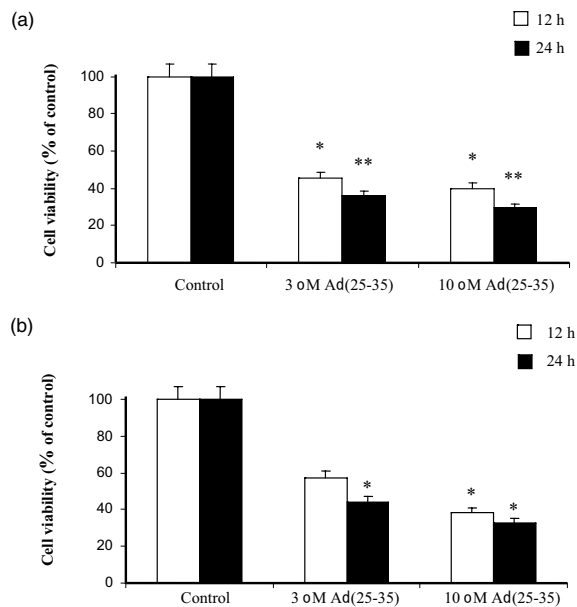 (a)
12 h
24 h
Cell viability (% of control)
100
80
60
40
20
0
*
**
*
**
Control
3 oM Ad(25-35)
10 oM Ad(25-35)
(b)
12 h
24 h
Cell viability (% of control)
100
80
60
40
20
0
*
*
*
Control
3 oM Ad(25-35)
10 oM Ad(25-35)